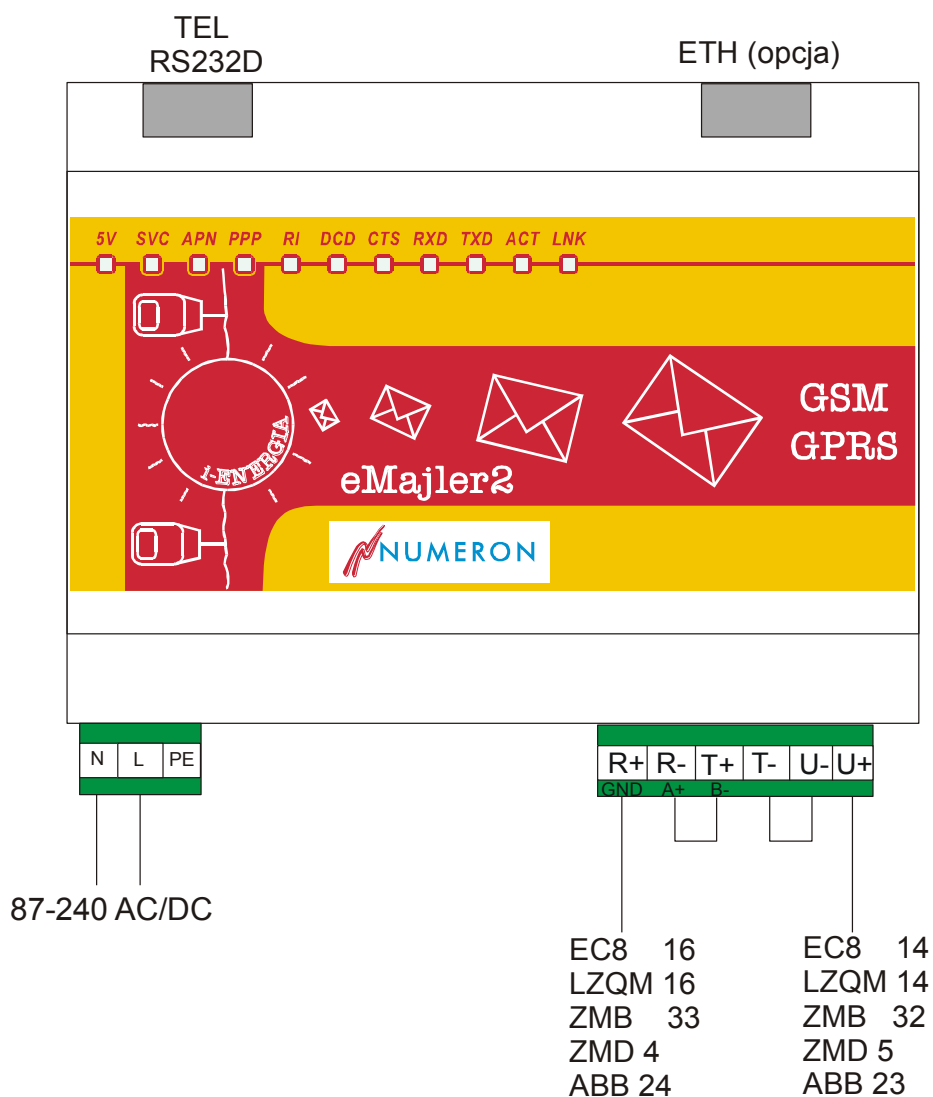 TEL
RS232D
ETH (opcja)
5V SVC APN PPP RI DCD CTS RXD TXD ACT LNK
GSM
GPRS
i-ENERGIA
eMajler2
NUMERON
N L PE
R+ R- T+ T- U- U+
GND A+ B-
87-240 AC/DC
EC8 16
LZQM 16
ZMB 33
ZMD 4
ABB 24
EC8 14
LZQM 14
ZMB 32
ZMD 5
ABB 23